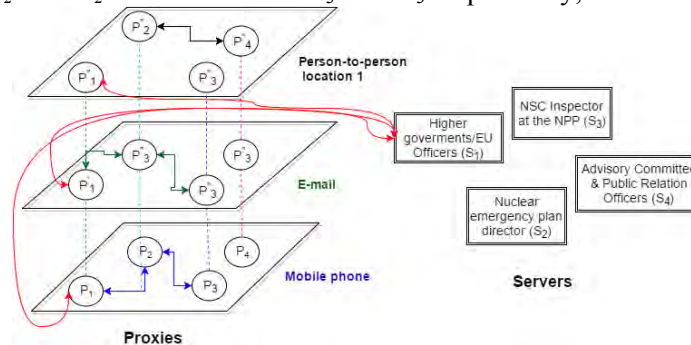 P"2
P"4
P"1
P"3
Person-to-person
location 1
Higher
goverments/EU
Officers (S1)
NSC Inspector
at the NPP (S3)
P'3
P'3
P'1
P'3
E-mail
Advisory Committee
& Public Relation
Officers (S4)
Nuclear
emergency plan
director (S2)
P2
P4
P1
P3
Mobile phone
Servers
Proxies